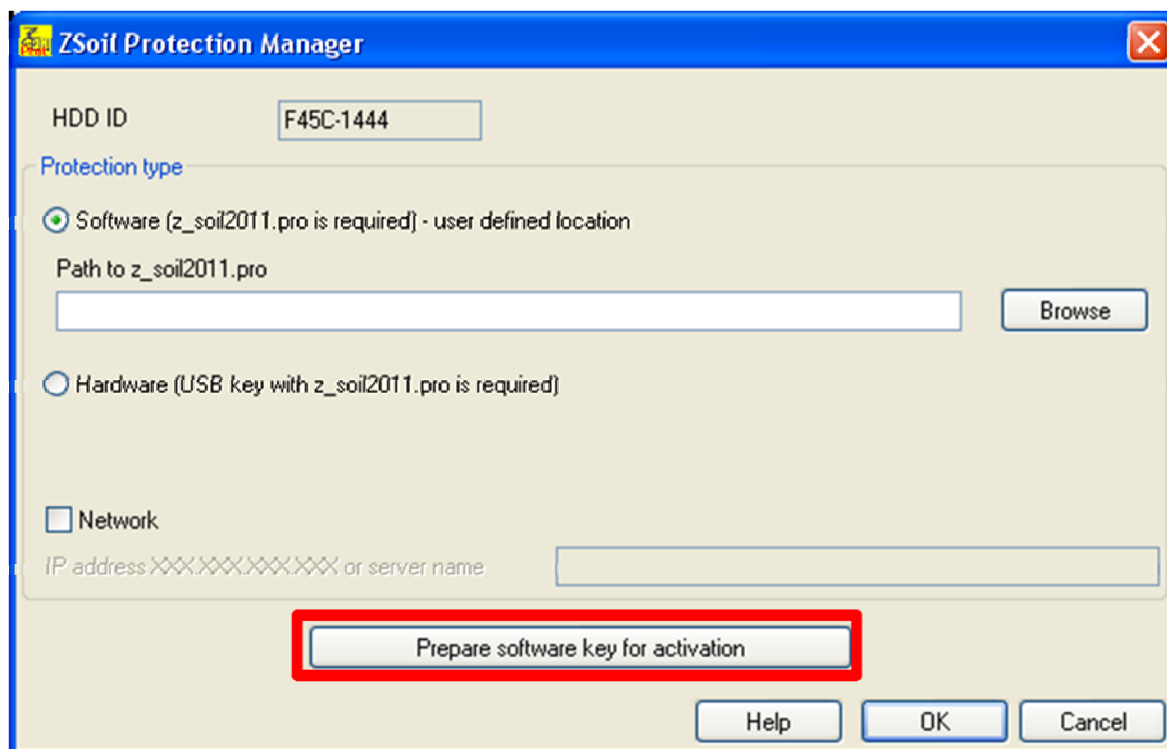 ZSoil Protection Manager
HDD ID F45C-1444
Protection type
Software (z_soil2011.pro is required) - user defined location
Path to z_soil2011.pro
Browse
Hardware (USB key with z_soil2011.pro is required)
Network
IP address XXX.XXX.XXX.XXX or server name
Prepare software key for activation
Help OK Cancel